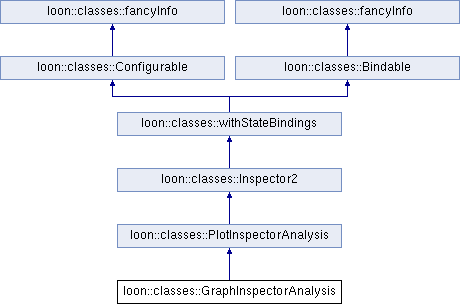 loon::classes::fancyInfo
loon::classes::fancyInfo
loon::classes::Configurable
loon::classes::Bindable
loon::classes::withStateBindings
loon::classes::Inspector2
loon::classes::PlotInspectorAnalysis
loon::classes::GraphInspectorAnalysis